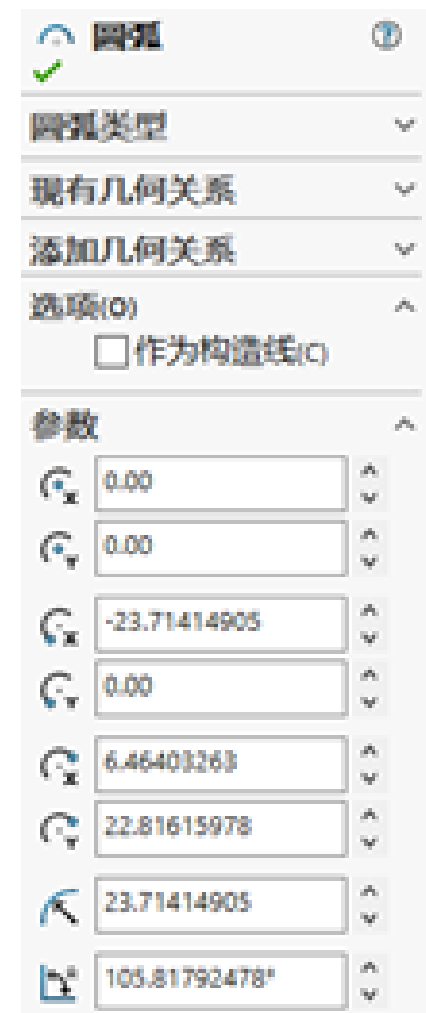 圆弧
圆弧类型
现有几何关系
添加几何关系
选项(O)
作为构造线(C)
参数
0.00
0.00
-23.71414905
0.00
6.46403263
22.81615978
23.71414905
105.81792478°